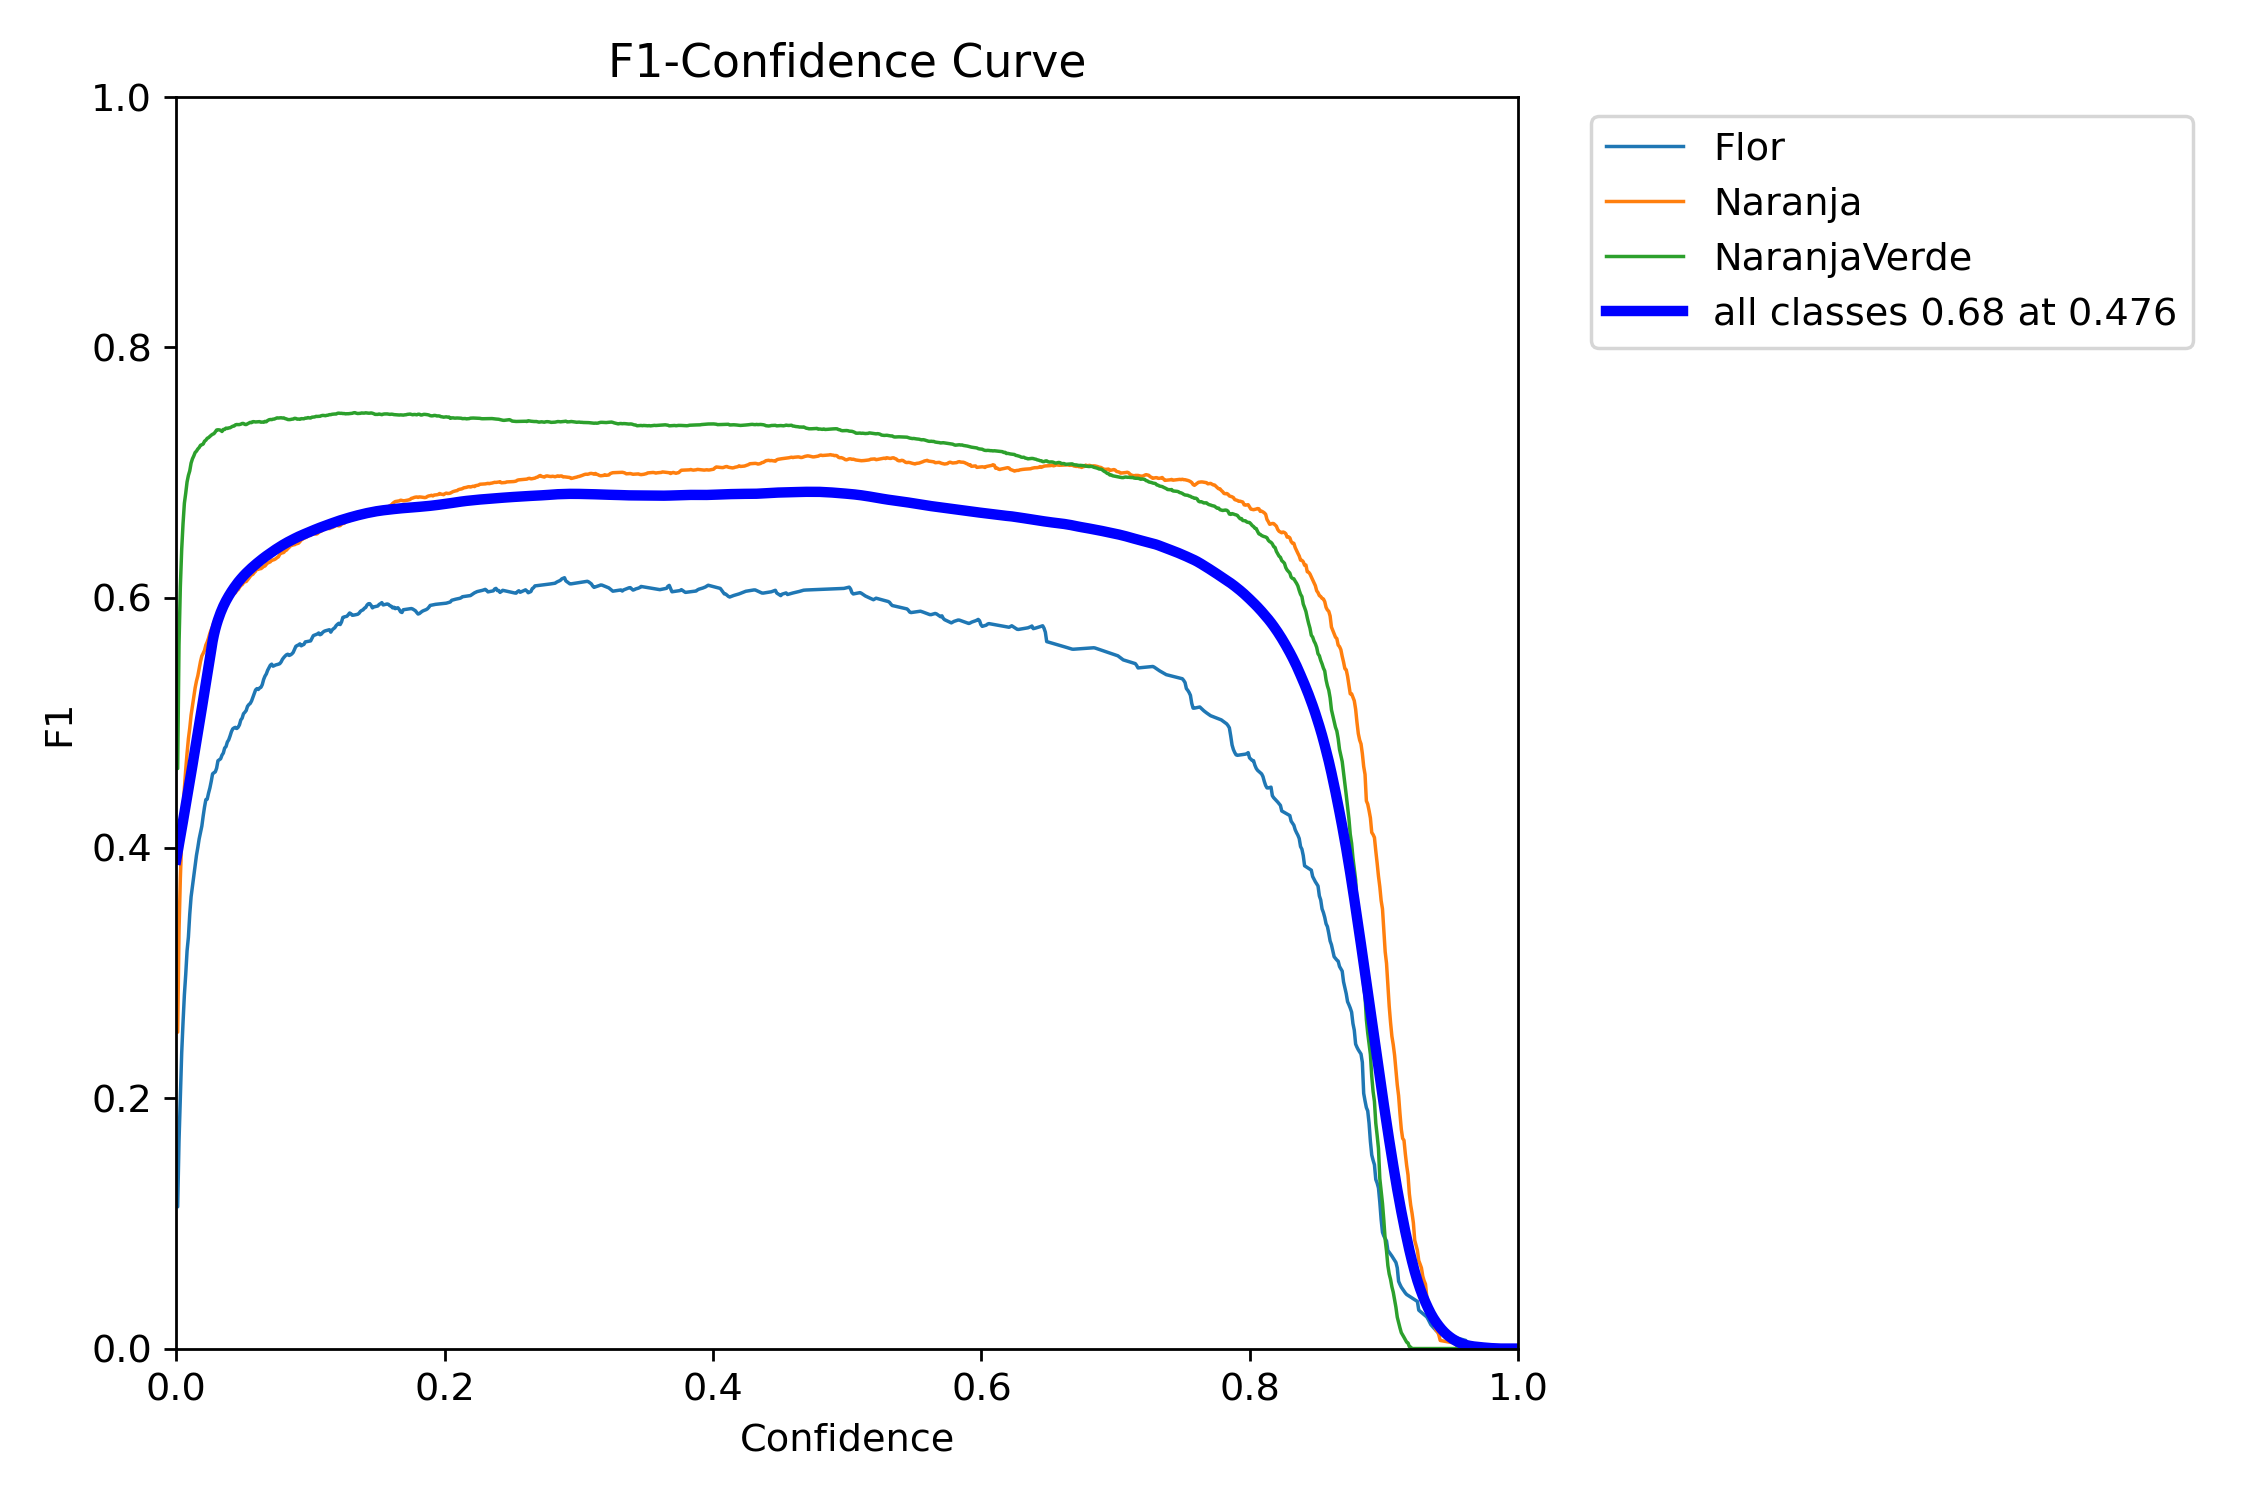 F1-Confidence Curve
1.0
0.8
0.6
0.4
0.2
0.0
F1
0.0 0.2 0.4 0.6 0.8 1.0
Confidence
Flor
Naranja
NaranjaVerde
all classes 0.68 at 0.476